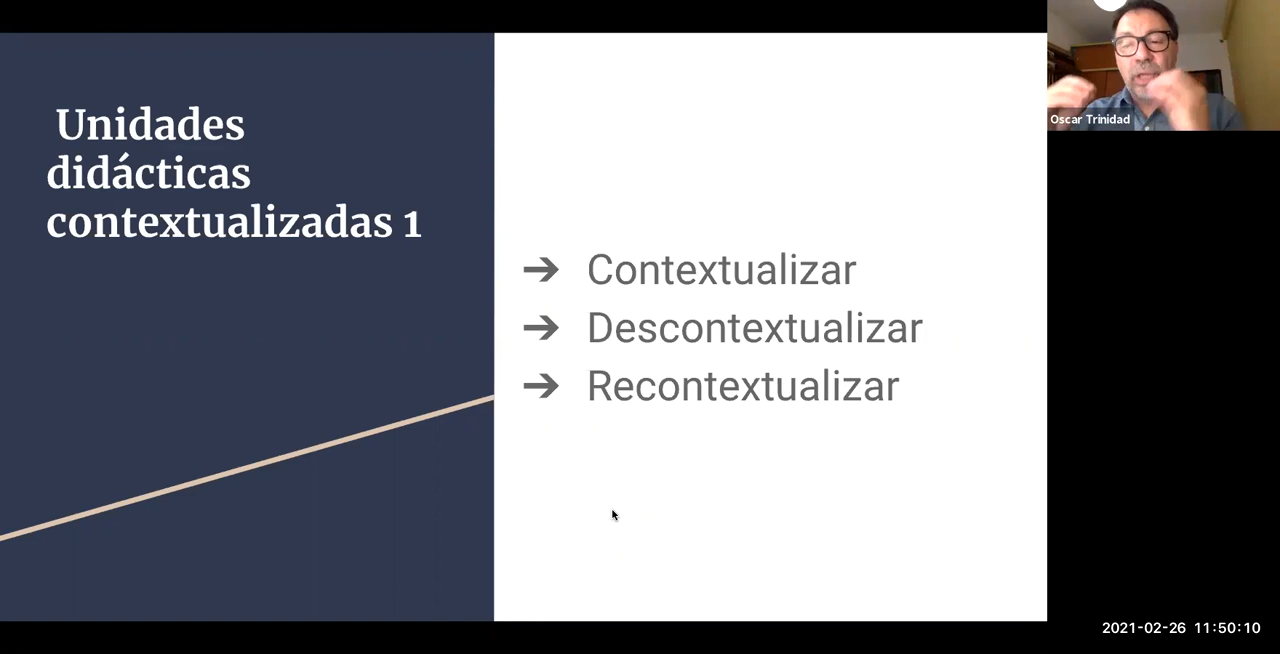 Unidades
didácticas
contextualizadas 1
➔ Contextualizar
➔ Descontextualizar
➔ Recontextualizar
Oscar Trinidad
2021-02-26 11:50:10